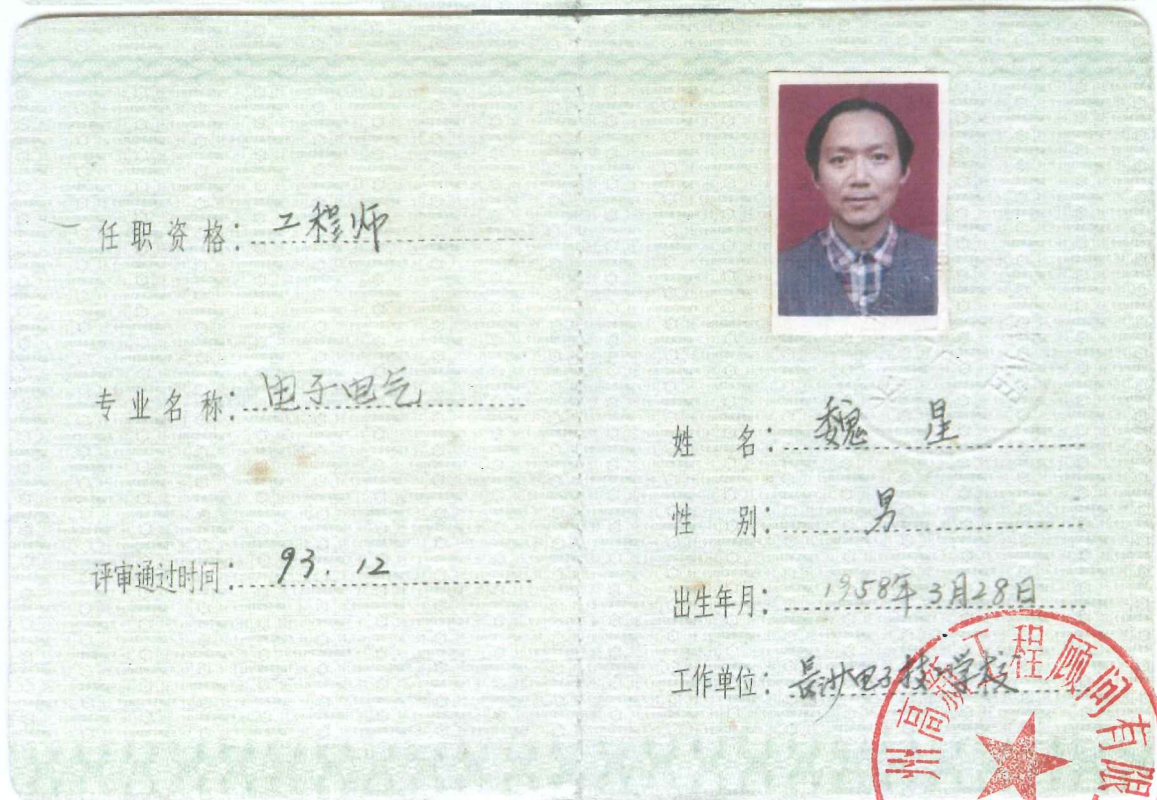 任职资格：工程师
专业名称：电子电气
评审通过时间：93.12
姓名：魏星
性别：男
出生年月：1958年3月28日
工作单位：長沙电子技工学校
州高新工程顾问有限